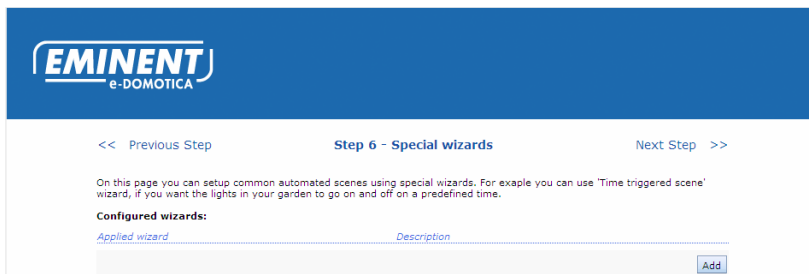 EMINENT
e-DOMOTICA
<< Previous Step Step 6 - Special wizards Next Step >>
On this page you can setup common automated scenes using special wizards. For exaple you can use 'Time triggered scene'
wizard, if you want the lights in your garden to go on and off on a predefined time.
Configured wizards:
Applied wizard Description
Add